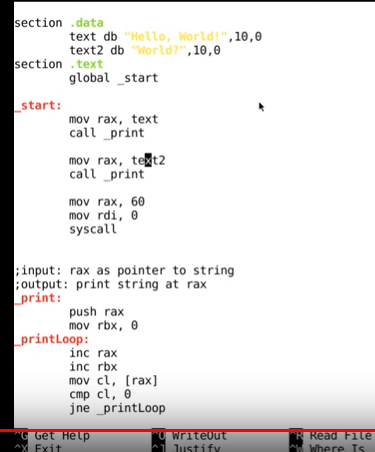 section .data
        text db "Hello, World!",10,0
        text2 db "World?",10,0
section .text
        global _start

_start:
        mov rax, text
        call _print

        mov rax, text2
        call _print

        mov rax, 60
        mov rdi, 0
        syscall


;input: rax as pointer to string
;output: print string at rax
_print:
        push rax
        mov rbx, 0
_printLoop:
        inc rax
        inc rbx
        mov cl, [rax]
        cmp cl, 0
        jne _printLoop

^G Get Help ^O WriteOut ^R Read File
^X Exit ^J Justify ^W Where Is